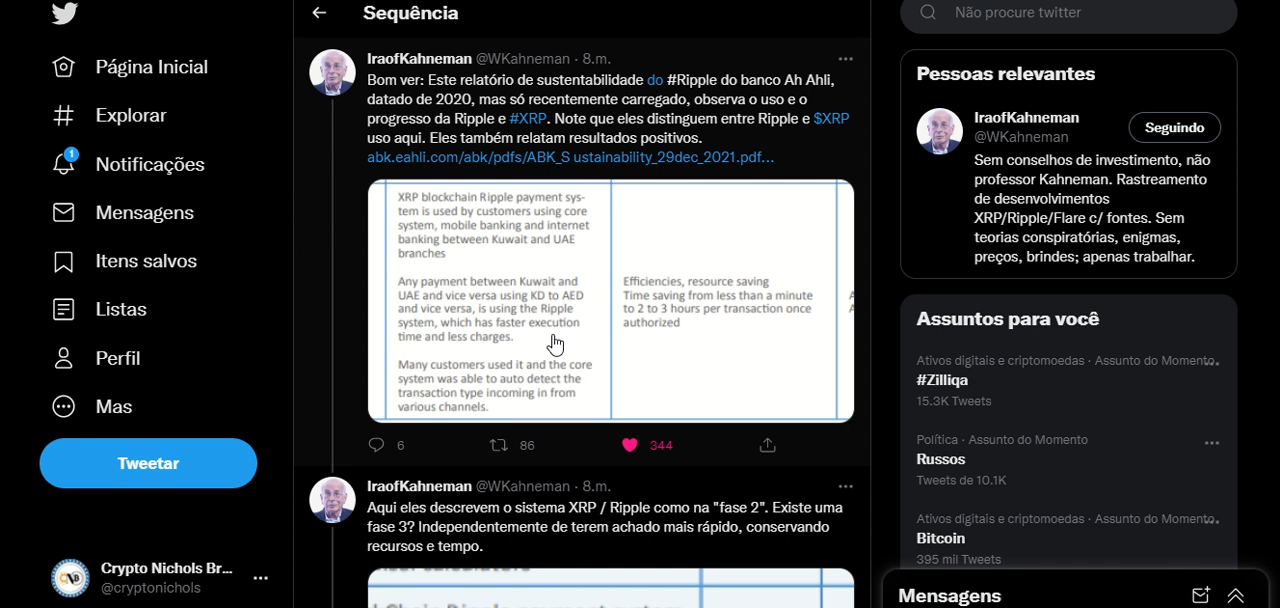 Sequência
Página Inicial
Explorar
1
Notificações
Mensagens
Itens salvos
Listas
Perfil
Mas
Tweetar
Crypto Nichols Br...
@cryptonichols
IraofKahneman @WKahneman · 8.m.
Bom ver: Este relatório de sustentabilidade do #Ripple do banco Ah Ahli,
datado de 2020, mas só recentemente carregado, observa o uso e o
progresso da Ripple e #XRP. Note que eles distinguem entre Ripple e $XRP
uso aqui. Eles também relatam resultados positivos.
abk.eahli.com/abk/pdfs/ABK_S ustainability_29dec_2021.pdf...
XRP blockchain Ripple payment sys-
tem is used by customers using core
system, mobile banking and internet
banking between Kuwait and UAE
branches
Any payment between Kuwait and
UAE and vice versa using KD to AED
and vice versa, is using the Ripple
system, which has faster execution
time and less charges.
Many customers used it and the core
system was able to auto detect the
transaction type incoming in from
various channels.
Efficiencies, resource saving
Time saving from less than a minute
to 2 to 3 hours per transaction once
authorized
6
86
344
IraofKahneman @WKahneman · 8.m.
Aqui eles descrevem o sistema XRP / Ripple como na "fase 2". Existe uma
fase 3? Independentemente de terem achado mais rápido, conservando
recursos e tempo.
Não procure twitter
Pessoas relevantes
IraofKahneman
@WKahneman
Seguindo
Sem conselhos de investimento, não
professor Kahneman. Rastreamento
de desenvolvimentos
XRP/Ripple/Flare c/ fontes. Sem
teorias conspiratórias, enigmas,
preços, brindes; apenas trabalhar.
Assuntos para você
Ativos digitais e criptomoedas · Assunto do Momento
#Zilliqa
15.3K Tweets
Política · Assunto do Momento
Russos
Tweets de 10.1K
Ativos digitais e criptomoedas · Assunto do Momento
Bitcoin
395 mil Tweets
Mensagens